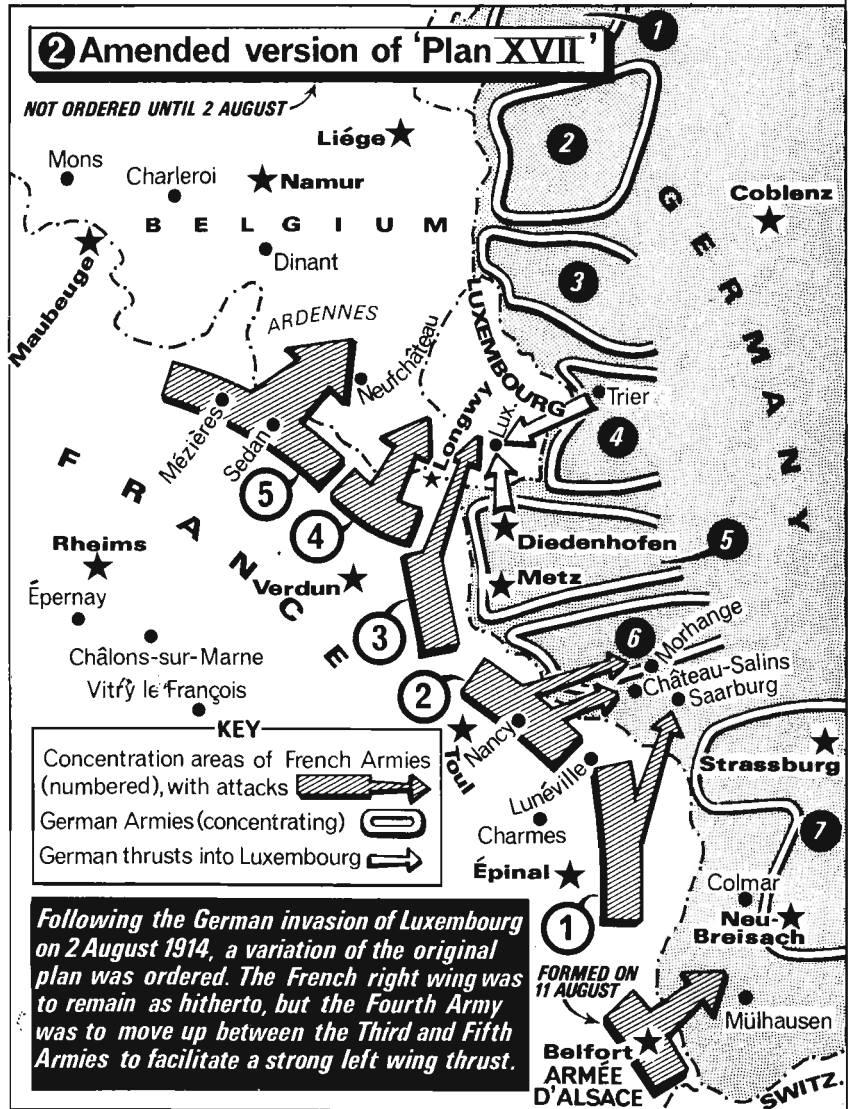 2 Amended version of 'Plan XVII'
1
NOT ORDERED UNTIL 2 AUGUST
Liége
2
Mons
Charleroi
Namur
Coblenz
BELGIUM
GERMANY
Maubeuge
Dinant
3
LUXEMBOURG
ARDENNES
Neufchâteau
Trier
Longwy
Lux.
4
Mézières
Sedan
5
4
FRANCE
Diedenhofen
5
Rheims
Metz
Verdun
Épernay
3
6
Morhange
Châlons-sur-Marne
2
Château-Salins
Vitry le François
Saarburg
Nancy
Toul
Strassburg
KEY
Concentration areas of French Armies
(numbered), with attacks
German Armies (concentrating)
German thrusts into Luxembourg
Lunéville
Charmes
7
Épinal
Colmar
Neu-
Breisach
1
Following the German invasion of Luxembourg
on 2 August 1914, a variation of the original
plan was ordered. The French right wing was
to remain as hitherto, but the Fourth Army
was to move up between the Third and Fifth
Armies to facilitate a strong left wing thrust.
FORMED ON
11 AUGUST
Mülhausen
Belfort
ARMÉE
D'ALSACE
SWITZ.